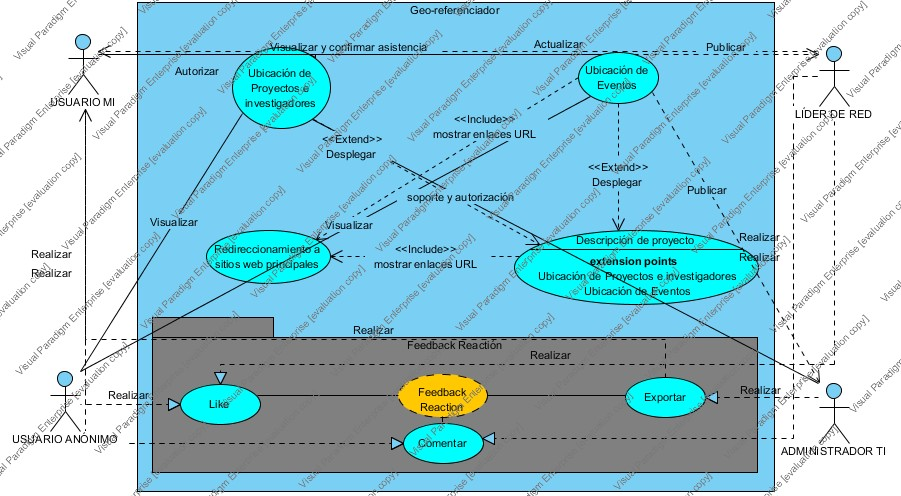 Geo-referenciador
Visualizar y confirmar asistencia
Actualizar
Publicar
Autorizar
Ubicación de
Proyectos e
investigadores
Ubicación de
Eventos
USUARIO MI
LÍDER DE RED
<<Include>>
mostrar enlaces URL
<<Extend>>
Desplegar
<<Extend>>
Desplegar
soporte y autorización
Publicar
Visualizar
Visualizar
Realizar
Realizar
Redireccionamiento a
sitios web principales
<<Include>>
mostrar enlaces URL
Descripcion de proyecto
extension points
Ubicación de Proyectos e investigadores
Ubicación de Eventos
Realizar
Realizar
Realizar
Feedback Reacción
Realizar
Realizar
Like
Feedback
Reaction
Exportar
Realizar
USUARIO ANÓNIMO
Comentar
ADMINISTRADOR TI
Visual Paradigm Enterprise [evaluation copy]